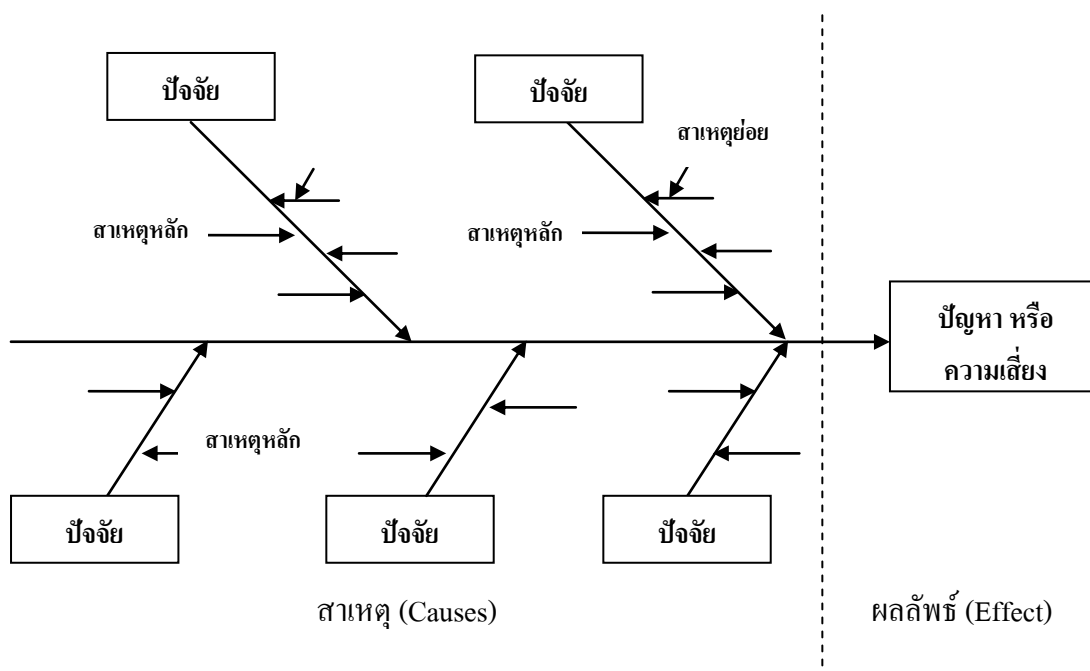 ปัจจัย
ปัจจัย
สาเหตุย่อย
สาเหตุหลัก
สาเหตุหลัก
ปัญหา หรือ
ความเสี่ยง
สาเหตุหลัก
ปัจจัย
ปัจจัย
ปัจจัย
สาเหตุ (Causes)
ผลลัพธ์ (Effect)